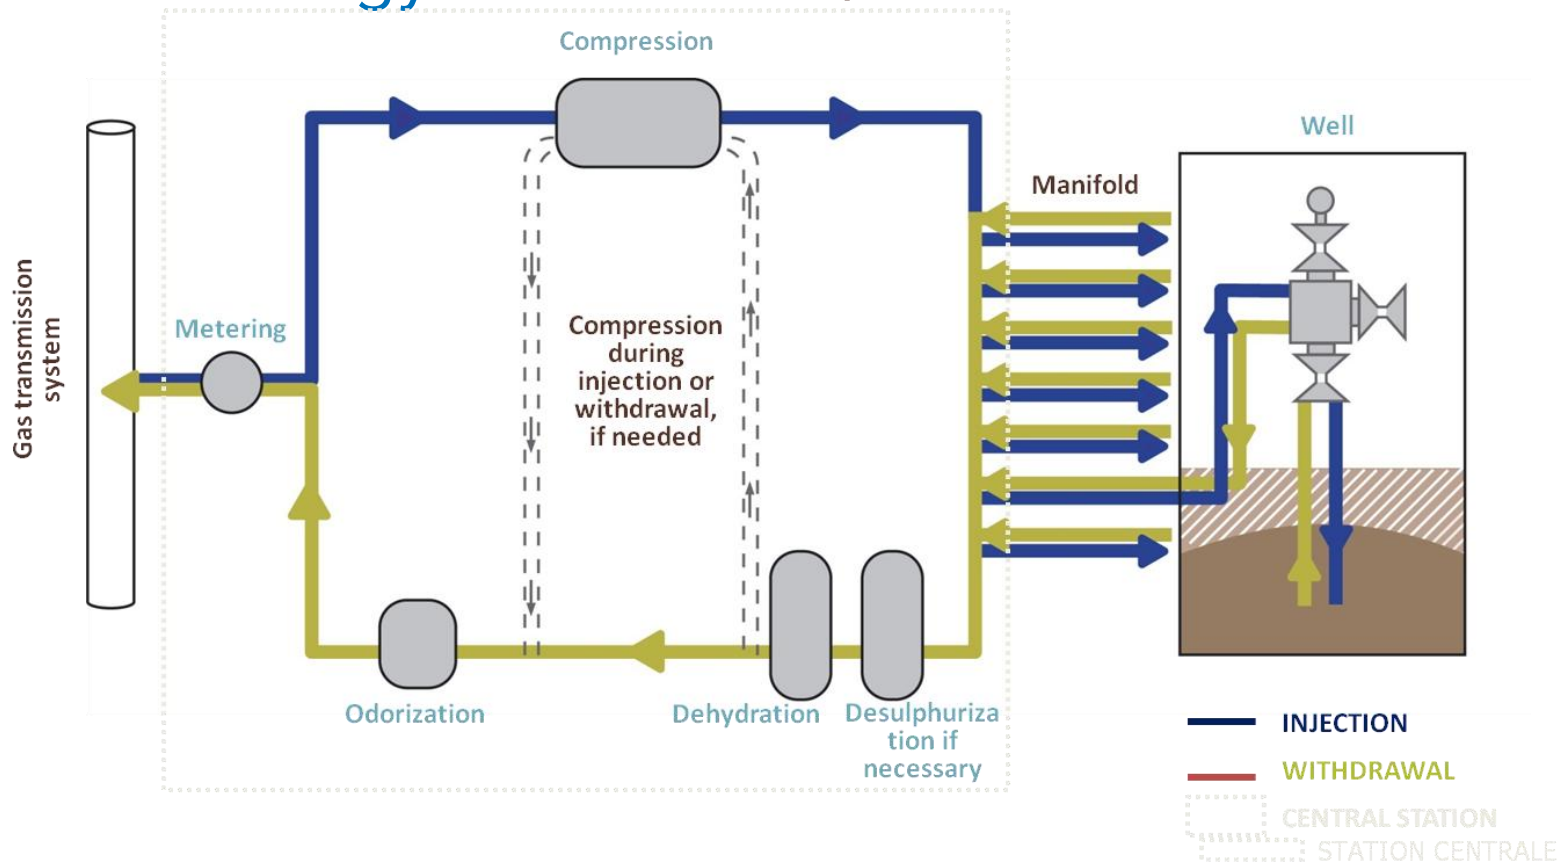 Compression
Well
Manifold
Gas transmission
system
Metering
Compression
during
injection or
withdrawal,
if needed
Odorization
Dehydration
Desulphuriza
tion if
necessary
INJECTION
WITHDRAWAL
CENTRAL STATION
STATION CENTRALE